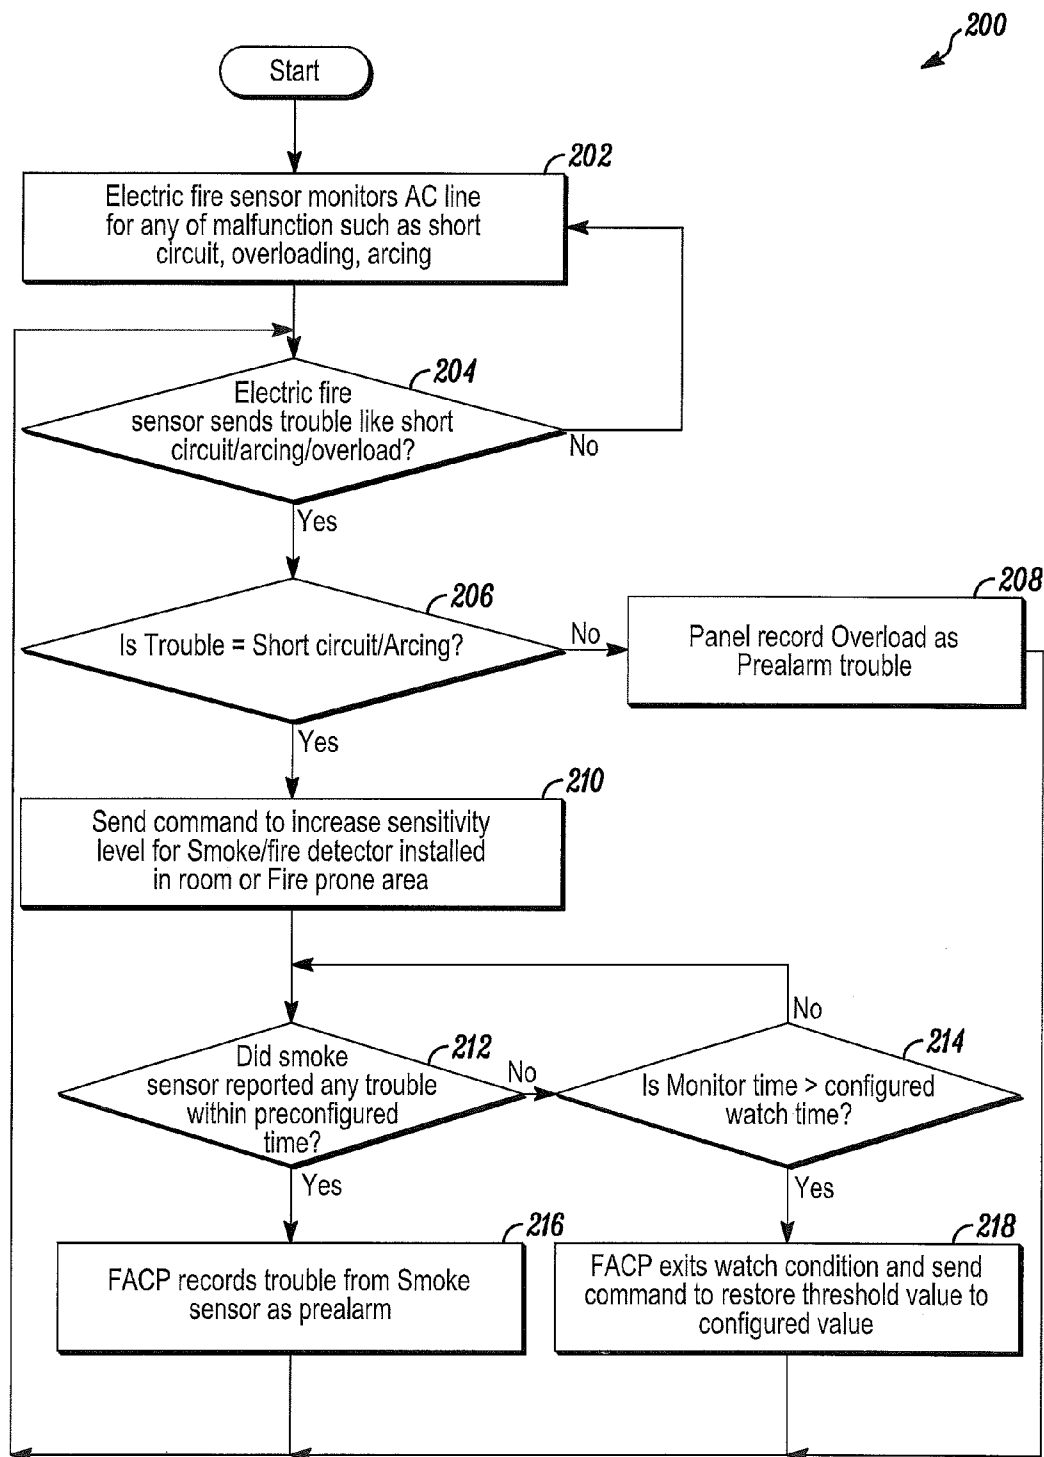 200
Start
202
Electric fire sensor monitors AC line
for any of malfunction such as short
circuit, overloading, arcing
204
Electric fire
sensor sends trouble like short
circuit/arcing/overload?
No
Yes
206
Is Trouble = Short circuit/Arcing?
No
208
Panel record Overload as
Prealarm trouble
Yes
210
Send command to increase sensitivity
level for Smoke/fire detector installed
in room or Fire prone area
No
212
Did smoke
sensor reported any trouble
within preconfigured
time?
No
214
Is Monitor time > configured
watch time?
Yes
Yes
216
FACP records trouble from Smoke
sensor as prealarm
218
FACP exits watch condition and send
command to restore threshold value to
configured value